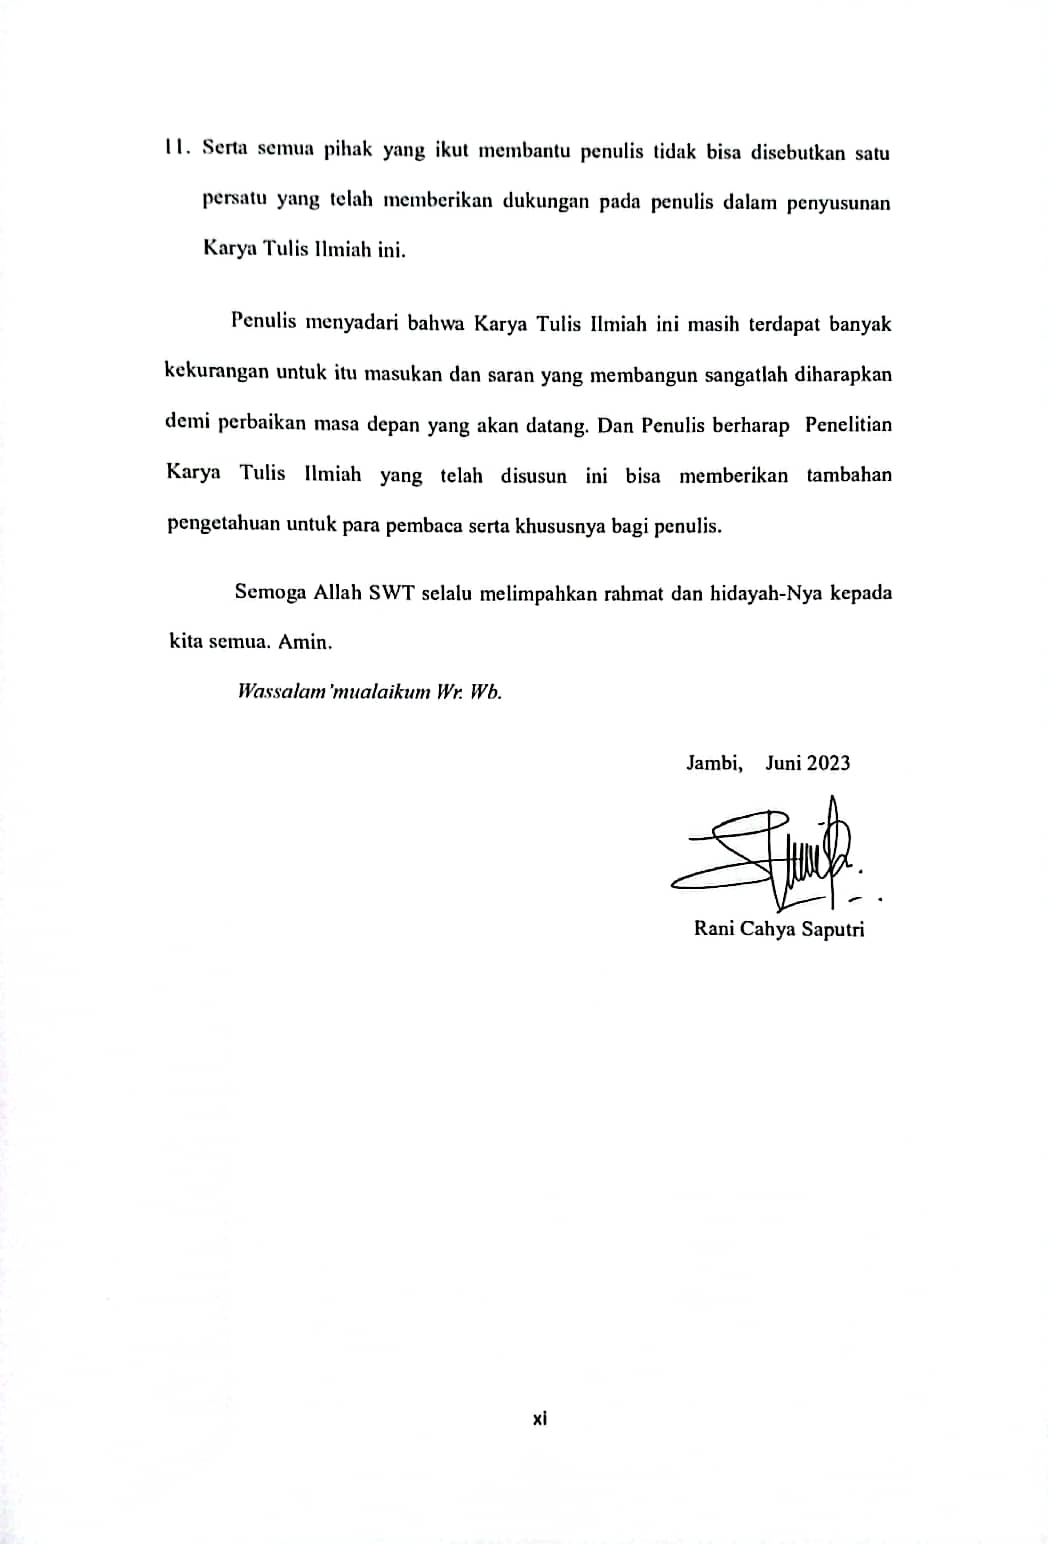 11. Serta semua pihak yang ikut membantu penulis tidak bisa disebutkan satu
persatu yang telah memberikan dukungan pada penulis dalam penyusunan
Karya Tulis Ilmiah ini.
Penulis menyadari bahwa Karya Tulis Ilmiah ini masih terdapat banyak
kekurangan untuk itu masukan dan saran yang membangun sangatlah diharapkan
demi perbaikan masa depan yang akan datang. Dan Penulis berharap Penelitian
Karya Tulis Ilmiah yang telah disusun ini bisa memberikan tambahan
pengetahuan untuk para pembaca serta khususnya bagi penulis.
Semoga Allah SWT selalu melimpahkan rahmat dan hidayah-Nya kepada
kita semua. Amin.
Wassalam'mualaikum Wr. Wb.
Jambi, Juni 2023
Rani Cahya Saputri
xi